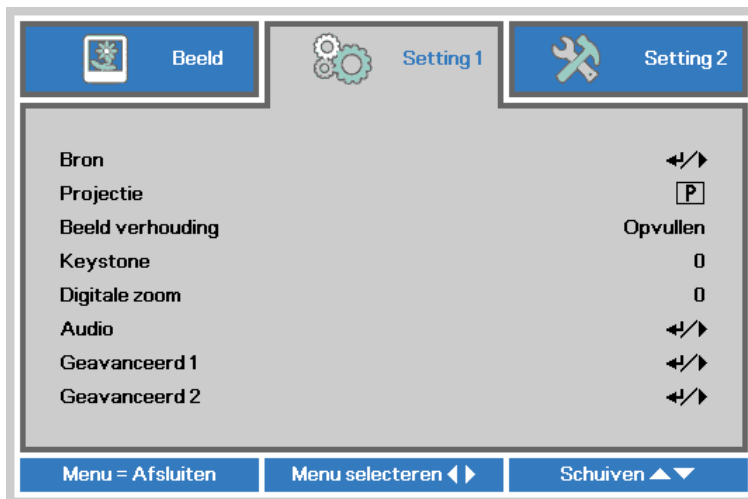 Beeld Setting 1 Setting 2
Bron ↵/▶
Projectie P
Beeld verhouding Opvullen
Keystone 0
Digitale zoom 0
Audio ↵/▶
Geavanceerd 1 ↵/▶
Geavanceerd 2 ↵/▶
Menu = Afsluiten Menu selecteren ◀▶ Schuiven ▲▼